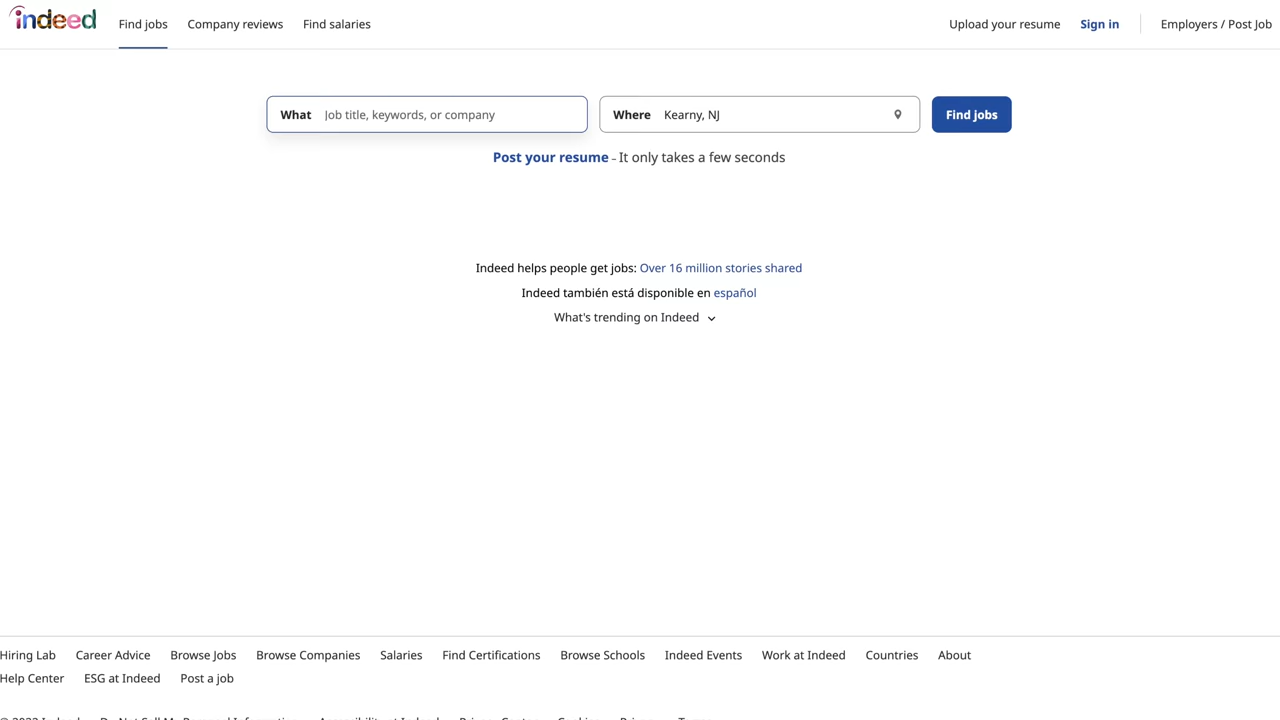 indeed Find jobs Company reviews Find salaries Upload your resume Sign in Employers / Post Job
What Job title, keywords, or company Where Kearny, NJ Find jobs
Post your resume - It only takes a few seconds
Indeed helps people get jobs: Over 16 million stories shared
Indeed también está disponible en español
What's trending on Indeed
Hiring Lab Career Advice Browse Jobs Browse Companies Salaries Find Certifications Browse Schools Indeed Events Work at Indeed Countries About
Help Center ESG at Indeed Post a job